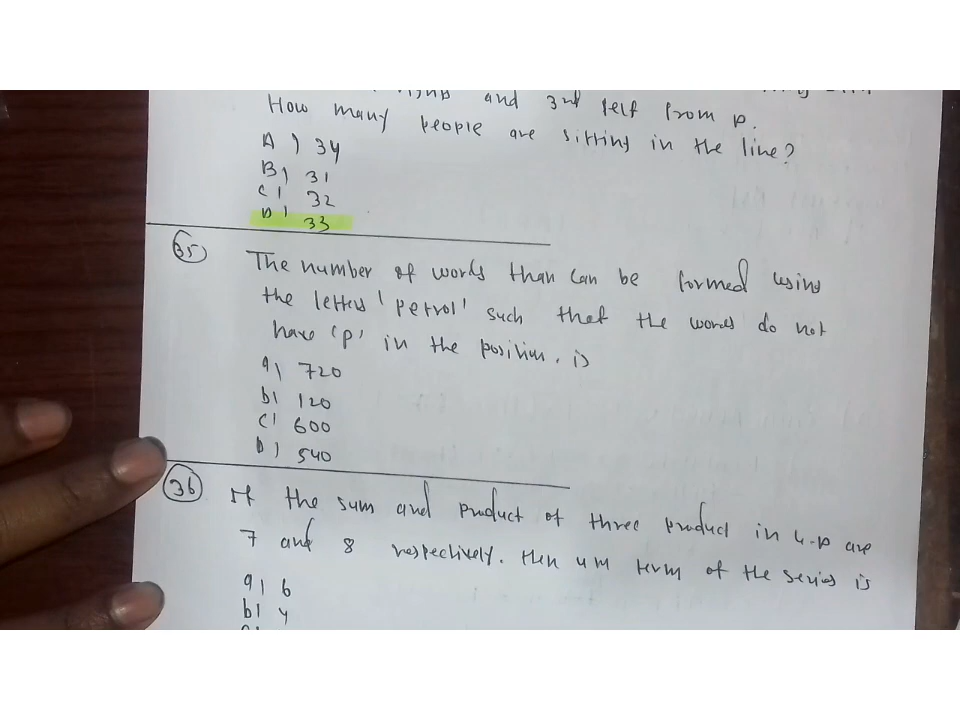 and 3rd self from p.
How many people are sitting in the line?
A ) 34
B) 31
C) 32
D) 33
35) The number of words than can be formed using
the letters 'petrol' such that the words do not
have 'p' in the position. is
a) 720
b) 120
c) 600
D) 540
36) If the sum and product of three product in G.P are
7 and 8 respectively. then 4th term of the series is
a) 6
b) 4